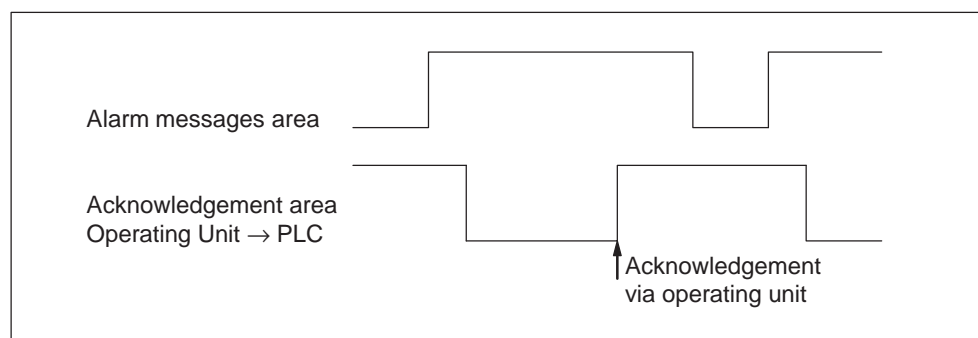 Alarm messages area
Acknowledgement area
Operating Unit → PLC
Acknowledgement
via operating unit